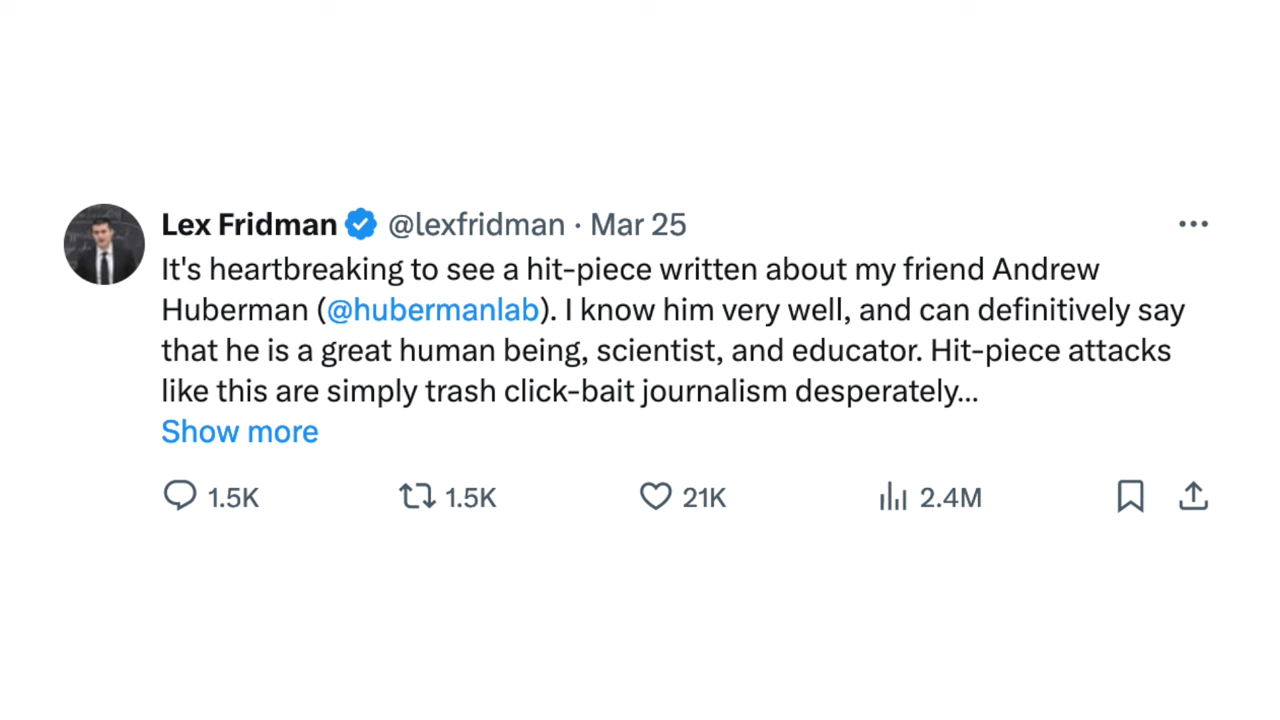 Lex Fridman @lexfridman · Mar 25
It's heartbreaking to see a hit-piece written about my friend Andrew
Huberman (@hubermanlab). I know him very well, and can definitively say
that he is a great human being, scientist, and educator. Hit-piece attacks
like this are simply trash click-bait journalism desperately...
Show more
1.5K 1.5K 21K 2.4M